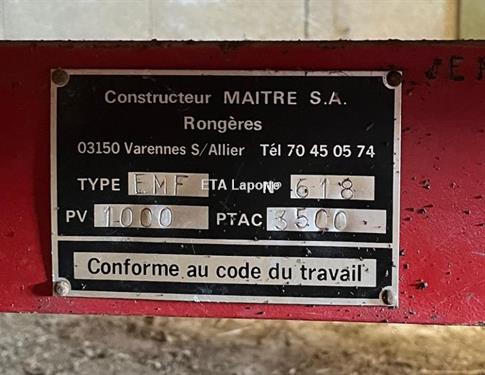 Constructeur MAITRE S.A.
Rongères
03150 Varennes S/Allier Tél 70 45 05 74
TYPE EMF N° 618
ETA Laporte
PV 1000 PTAC 3500
Conforme au code du travail